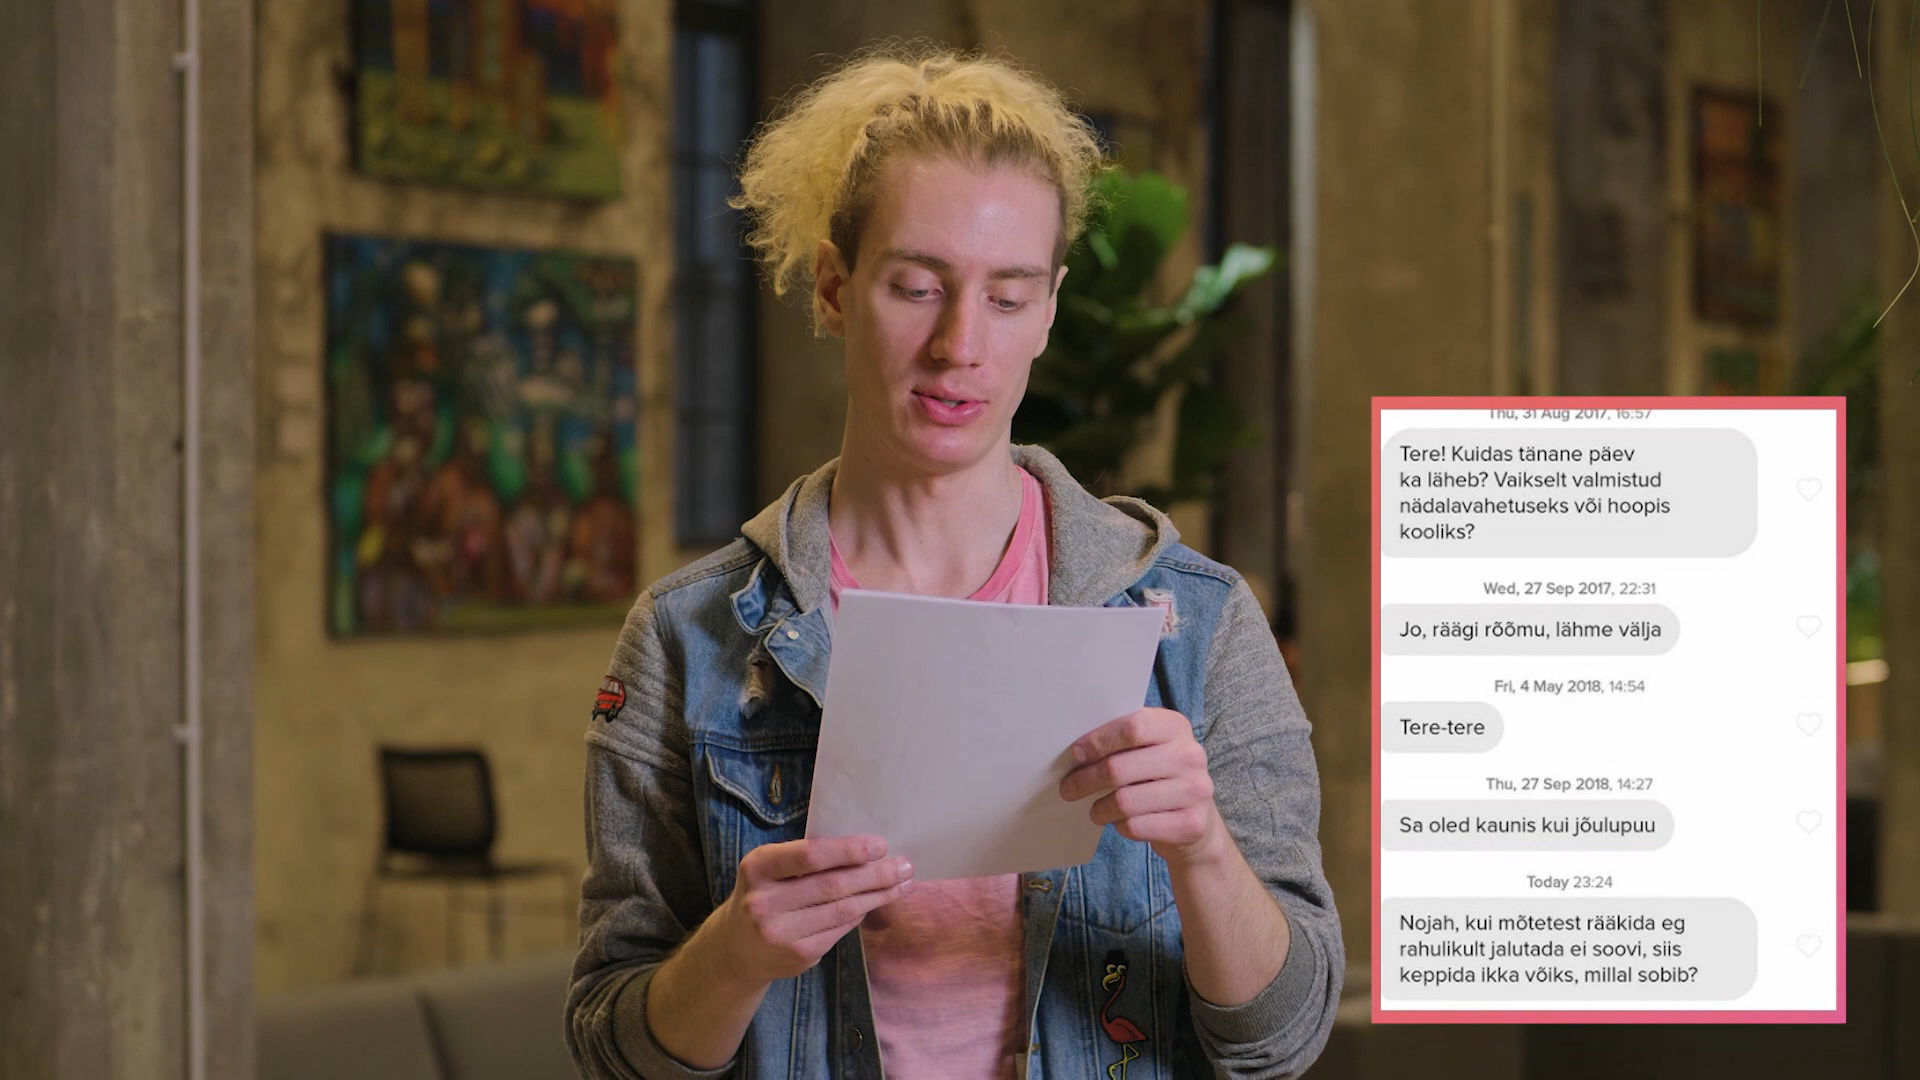 Thu, 31 Aug 2017, 16:57
Tere! Kuidas tänane päev
ka läheb? Vaikselt valmistud
nädalavahetuseks või hoopis
kooliks?
Wed, 27 Sep 2017, 22:31
Jo, räägi rõõmu, lähme välja
Fri, 4 May 2018, 14:54
Tere-tere
Thu, 27 Sep 2018, 14:27
Sa oled kaunis kui jõulupuu
Today 23:24
Nojah, kui mõtetest rääkida eg
rahulikult jalutada ei soovi, siis
keppida ikka võiks, millal sobib?